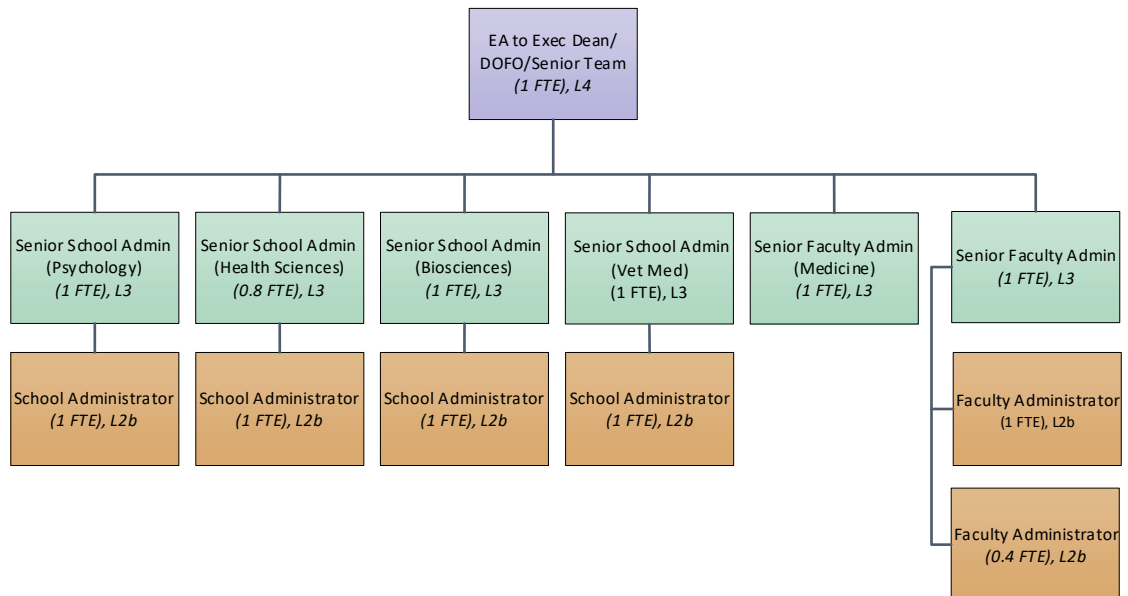 EA to Exec Dean/
DOFO/Senior Team
(1 FTE), L4
Senior School Admin
(Psychology)
(1 FTE), L3
Senior School Admin
(Health Sciences)
(0.8 FTE), L3
Senior School Admin
(Biosciences)
(1 FTE), L3
Senior School Admin
(Vet Med)
(1 FTE), L3
Senior Faculty Admin
(Medicine)
(1 FTE), L3
Senior Faculty Admin
(1 FTE), L3
School Administrator
(1 FTE), L2b
School Administrator
(1 FTE), L2b
School Administrator
(1 FTE), L2b
School Administrator
(1 FTE), L2b
Faculty Administrator
(1 FTE), L2b
Faculty Administrator
(0.4 FTE), L2b